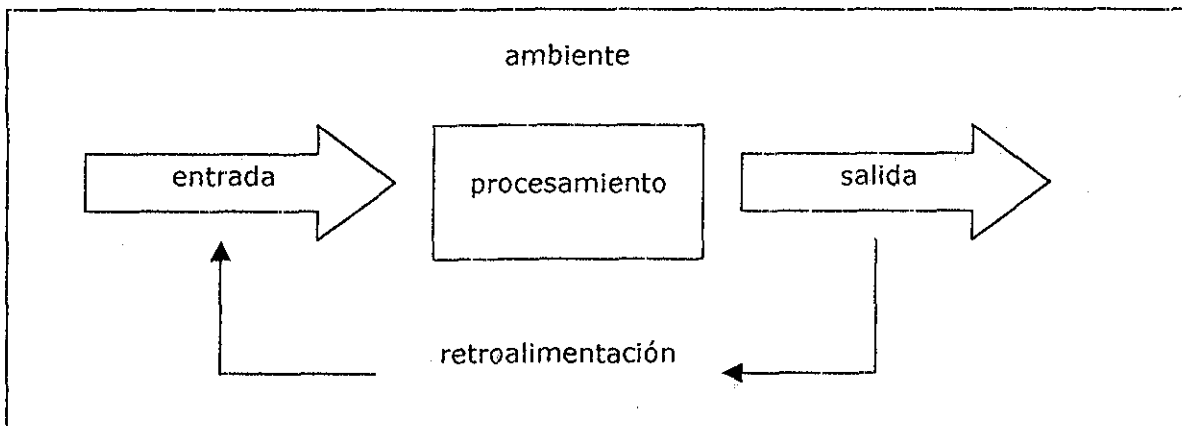 ambiente
entrada
procesamiento
salida
retroalimentación